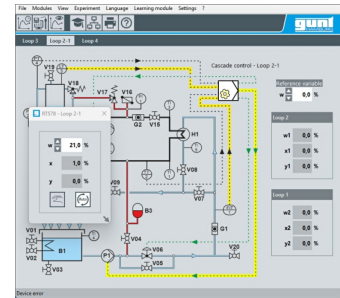 File Modules View Experiment Language Learning module Settings ?
gunt
Loop 3 Loop 2-1 Loop 4
Cascade control - Loop 2-1
V19
V18
V17 V16
G2 V15
Reference variable
w 0,0 %
RT578 - Loop 2-1
w 21,0 %
x 1,0 %
y 0,0 %
H1
Loop 2
w1 0,0 %
x1 0,0 %
y1 0,0 %
V08
V09
V07
B3
Loop 1
w2 0,0 %
x2 0,0 %
y2 0,0 %
G1
V01
V02
B1
V03
V04
P1
V06
V05
V20
Device error